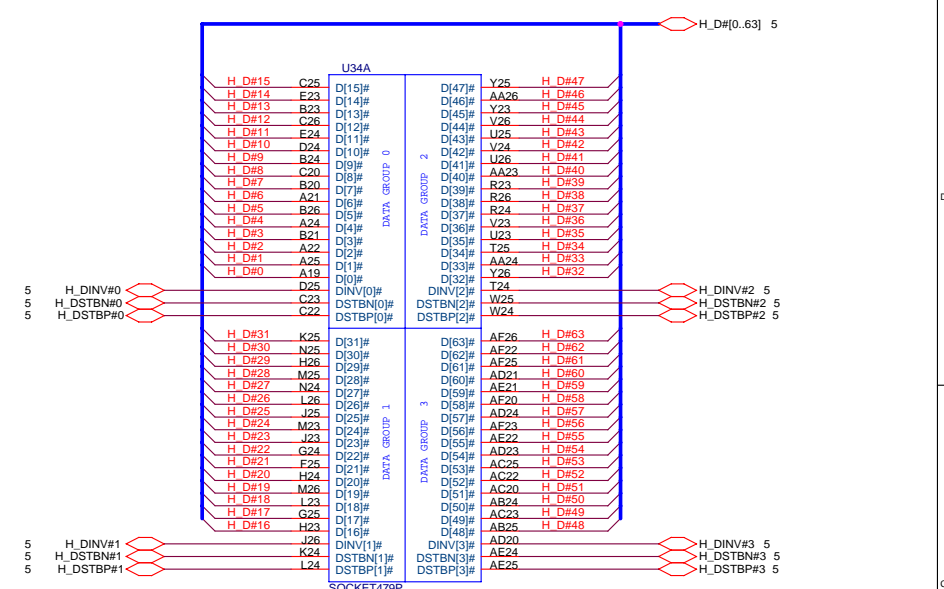 H_D#[0..63] 5
U34A
H_D#15 C25 D[15]# D[47]# Y25 H_D#47
H_D#14 E23 D[14]# D[46]# AA26 H_D#46
H_D#13 B23 D[13]# D[45]# Y23 H_D#45
H_D#12 C26 D[12]# D[44]# V26 H_D#44
H_D#11 E24 D[11]# D[43]# U25 H_D#43
H_D#10 D24 D[10]# D[42]# V24 H_D#42
H_D#9 B24 D[9]# D[41]# U26 H_D#41
H_D#8 C20 D[8]# D[40]# AA23 H_D#40
H_D#7 B20 D[7]# D[39]# R23 H_D#39
H_D#6 A21 D[6]# D[38]# R26 H_D#38
H_D#5 B26 D[5]# D[37]# R24 H_D#37
H_D#4 A24 D[4]# D[36]# V23 H_D#36
H_D#3 B21 D[3]# D[35]# U23 H_D#35
H_D#2 A22 D[2]# D[34]# T25 H_D#34
H_D#1 A25 D[1]# D[33]# AA24 H_D#33
H_D#0 A19 D[0]# D[32]# Y26 H_D#32
DATA GROUP 0
DATA GROUP 2
5 H_DINV#0 D25 DINV[0]# DINV[2]# T24 H_DINV#2 5
5 H_DSTBN#0 C23 DSTBN[0]# DSTBN[2]# W25 H_DSTBN#2 5
5 H_DSTBP#0 C22 DSTBP[0]# DSTBP[2]# W24 H_DSTBP#2 5
H_D#31 K25 D[31]# D[63]# AF26 H_D#63
H_D#30 N25 D[30]# D[62]# AF22 H_D#62
H_D#29 H26 D[29]# D[61]# AF25 H_D#61
H_D#28 M25 D[28]# D[60]# AD21 H_D#60
H_D#27 N24 D[27]# D[59]# AE21 H_D#59
H_D#26 L26 D[26]# D[58]# AF20 H_D#58
H_D#25 J25 D[25]# D[57]# AD24 H_D#57
H_D#24 M23 D[24]# D[56]# AF23 H_D#56
H_D#23 J23 D[23]# D[55]# AE22 H_D#55
H_D#22 G24 D[22]# D[54]# AD23 H_D#54
H_D#21 F25 D[21]# D[53]# AC25 H_D#53
H_D#20 H24 D[20]# D[52]# AC22 H_D#52
H_D#19 M26 D[19]# D[51]# AC20 H_D#51
H_D#18 L23 D[18]# D[50]# AB24 H_D#50
H_D#17 G25 D[17]# D[49]# AC23 H_D#49
H_D#16 H23 D[16]# D[48]# AB25 H_D#48
DATA GROUP 1
DATA GROUP 3
5 H_DINV#1 J26 DINV[1]# DINV[3]# AD20 H_DINV#3 5
5 H_DSTBN#1 K24 DSTBN[1]# DSTBN[3]# AE24 H_DSTBN#3 5
5 H_DSTBP#1 L24 DSTBP[1]# DSTBP[3]# AE25 H_DSTBP#3 5
SOCKET479P